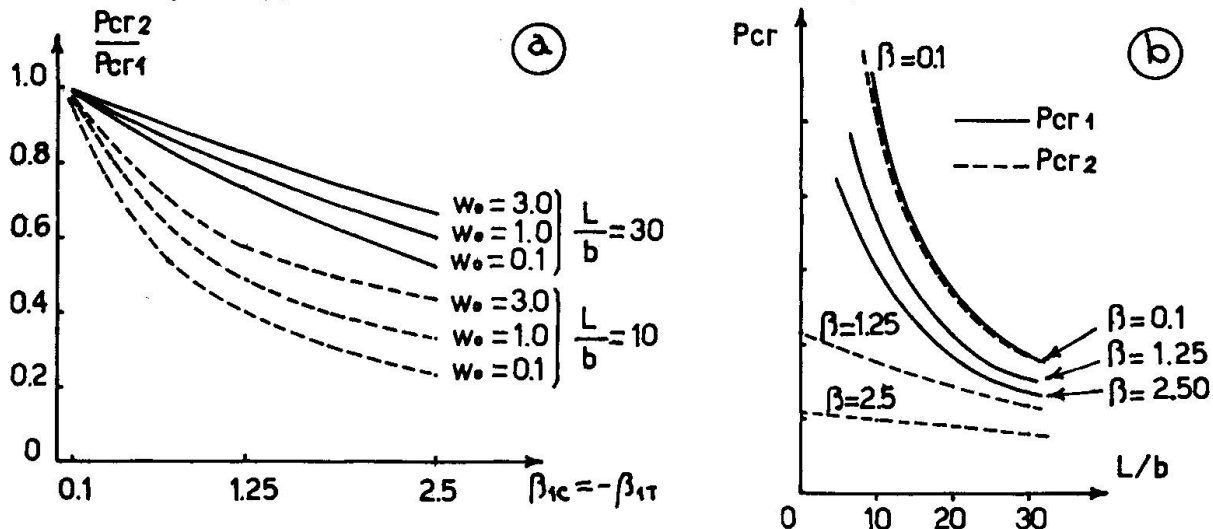 Pcr2
Pcr1
a
1.0
0.8
0.6
0.4
0.2
0
0.1
1.25
2.5
β1C = -β1T
w₀ = 3.0
w₀ = 1.0
w₀ = 0.1
L
b = 30
w₀ = 3.0
w₀ = 1.0
w₀ = 0.1
L
b = 10
Pcr
b
β=0.1
Pcr1
Pcr2
β=1.25
β=2.5
β= 0.1
β= 1.25
β= 2.50
L/b
0
10
20
30